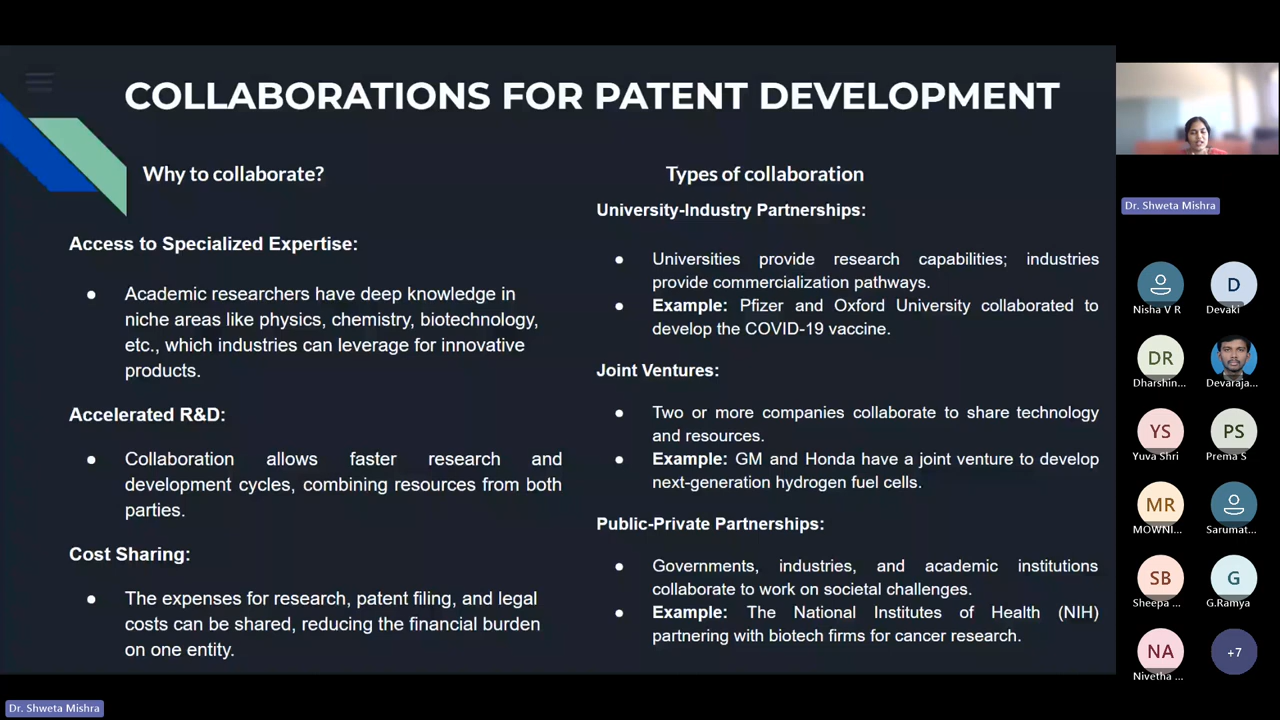 COLLABORATIONS FOR PATENT DEVELOPMENT
Why to collaborate?
Access to Specialized Expertise:
● Academic researchers have deep knowledge in
niche areas like physics, chemistry, biotechnology,
etc., which industries can leverage for innovative
products.
Accelerated R&D:
● Collaboration allows faster research and
development cycles, combining resources from both
parties.
Cost Sharing:
● The expenses for research, patent filing, and legal
costs can be shared, reducing the financial burden
on one entity.
Types of collaboration
University-Industry Partnerships:
● Universities provide research capabilities; industries
provide commercialization pathways.
● Example: Pfizer and Oxford University collaborated to
develop the COVID-19 vaccine.
Joint Ventures:
● Two or more companies collaborate to share technology
and resources.
● Example: GM and Honda have a joint venture to develop
next-generation hydrogen fuel cells.
Public-Private Partnerships:
● Governments, industries, and academic institutions
collaborate to work on societal challenges.
● Example: The National Institutes of Health (NIH)
partnering with biotech firms for cancer research.
Dr. Shweta Mishra
D
Nisha V R
Devaki
DR
Dharshin...
Devaraja...
YS
PS
Yuva Shri
Prema S
MR
MOWNI...
Sarumat...
SB
G
Sheepa ...
G.Ramya
NA
+7
Nivetha ...
Dr. Shweta Mishra